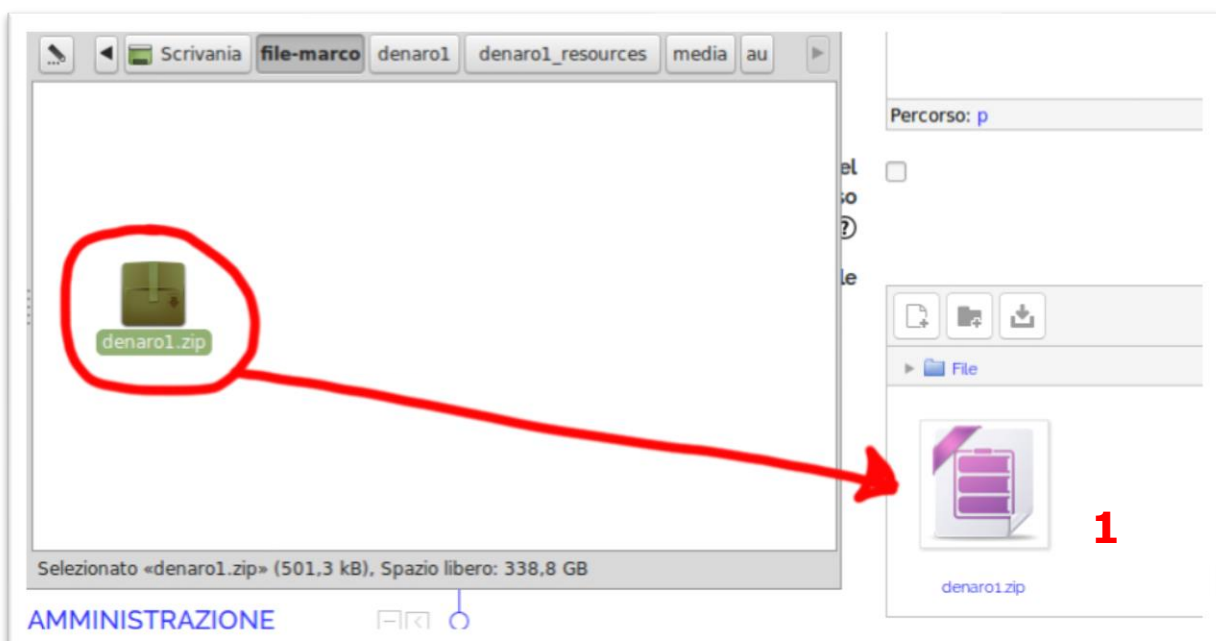 Scrivania file-marco denaro1 denaro1_resources media au
denaro1.zip
Selezionato «denaro1.zip» (501,3 kB), Spazio libero: 338,8 GB
AMMINISTRAZIONE
Percorso: p
el
so
?
le
File
1
denaro1.zip